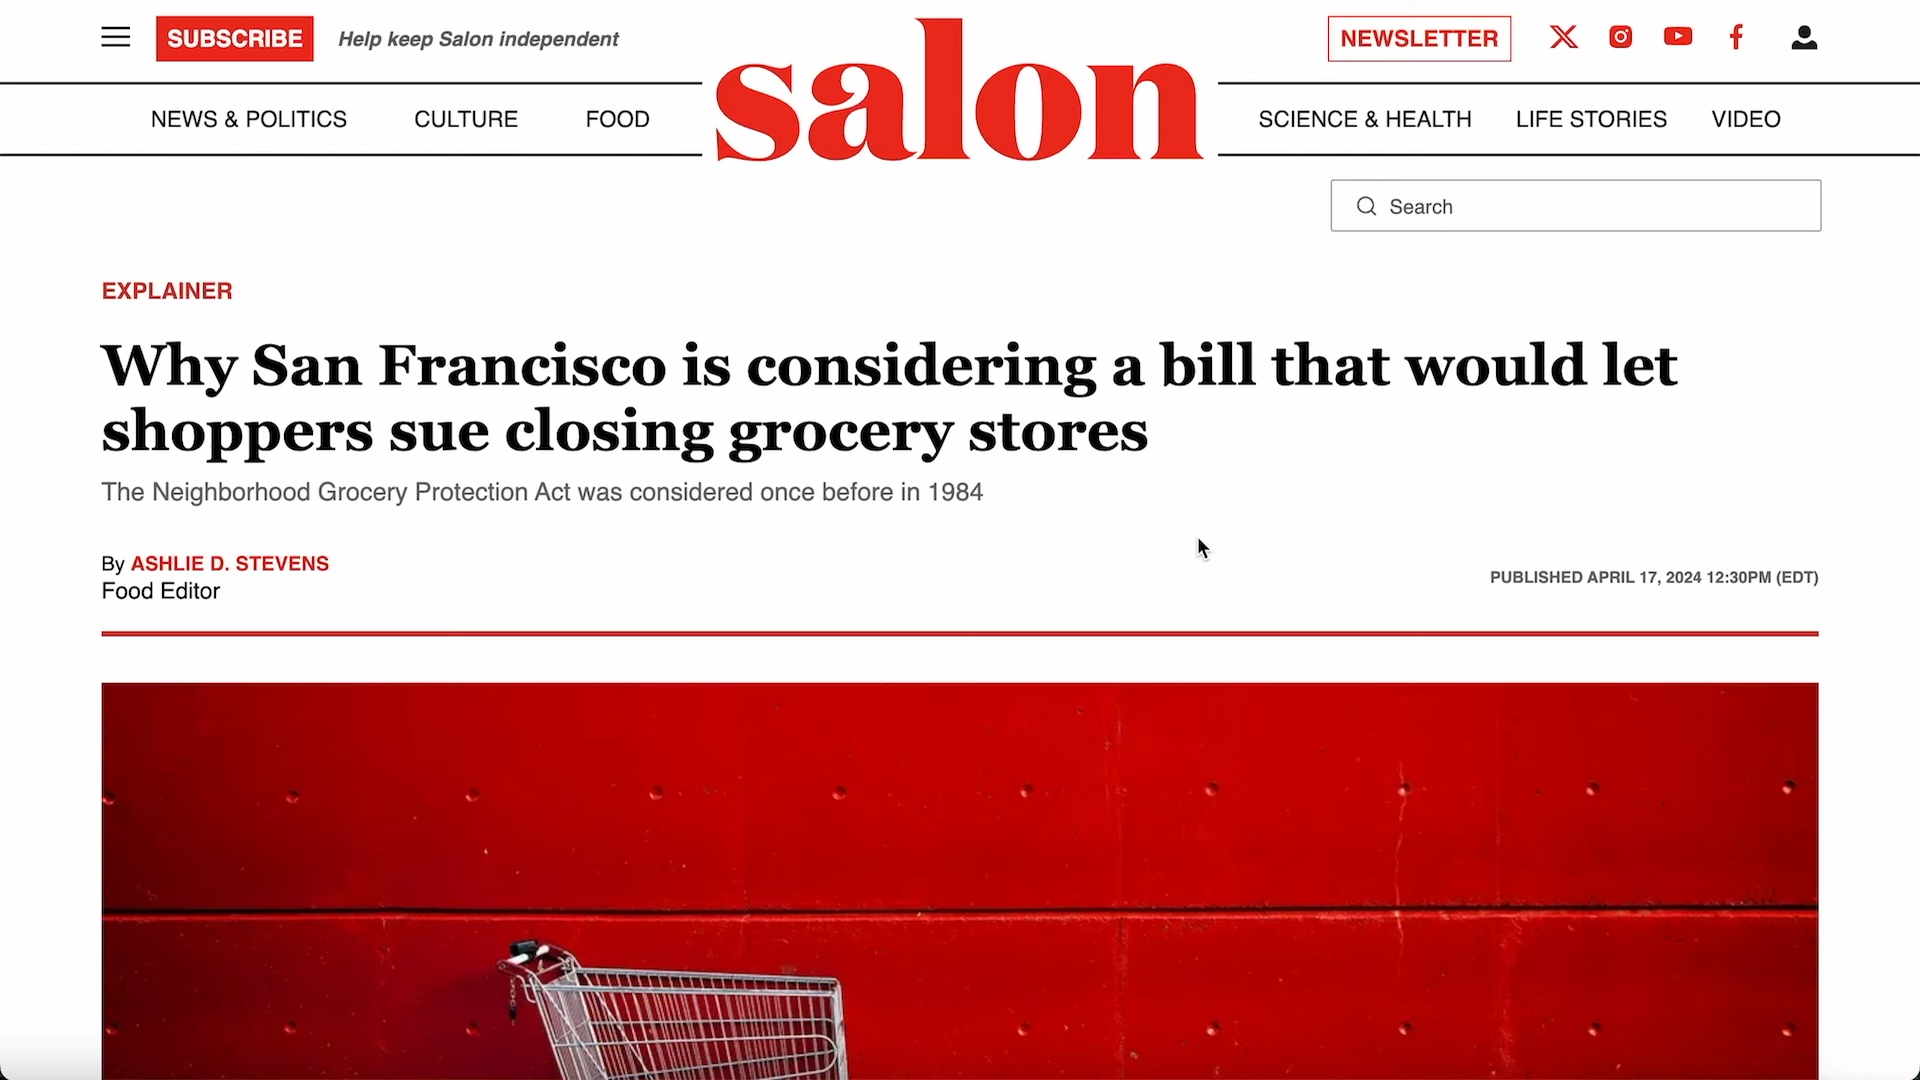 SUBSCRIBE
Help keep Salon independent
salon
NEWSLETTER
NEWS & POLITICS
CULTURE
FOOD
SCIENCE & HEALTH
LIFE STORIES
VIDEO
Search
EXPLAINER
Why San Francisco is considering a bill that would let
shoppers sue closing grocery stores
The Neighborhood Grocery Protection Act was considered once before in 1984
By ASHLIE D. STEVENS
Food Editor
PUBLISHED APRIL 17, 2024 12:30PM (EDT)